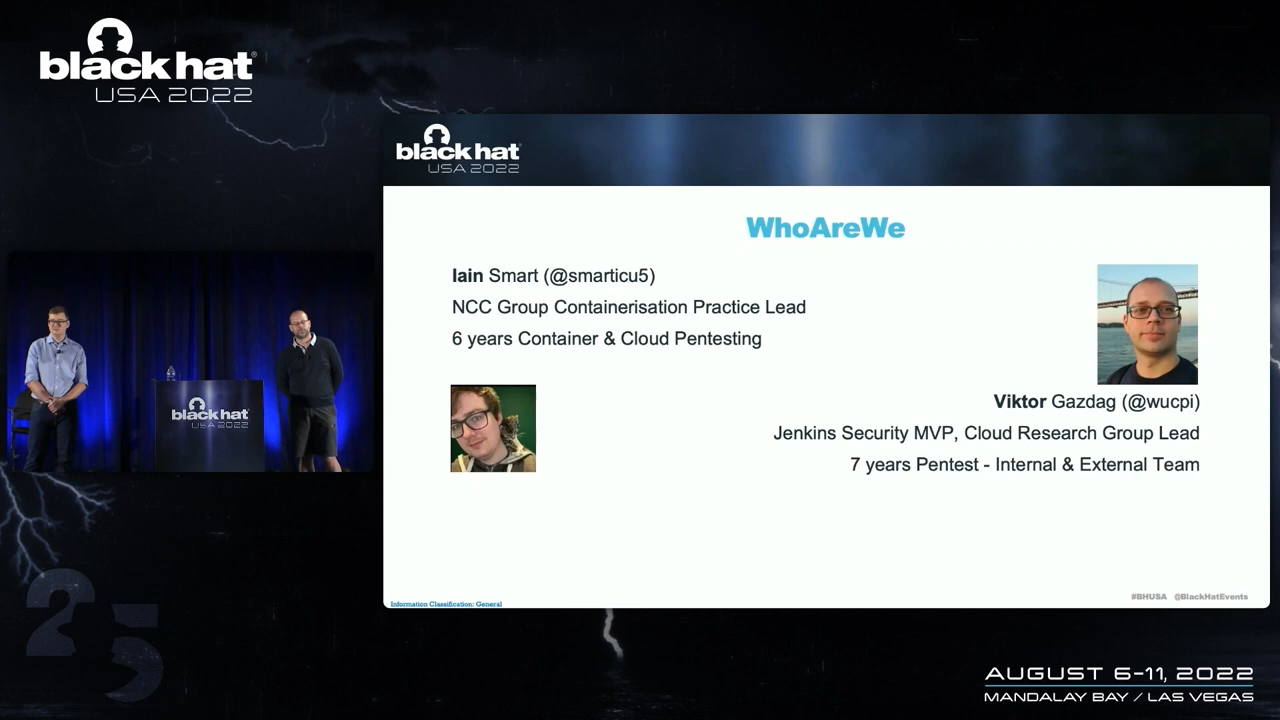 black hat®
USA 2022
black hat®
USA 2022
WhoAreWe
Iain Smart (@smarticu5)
NCC Group Containerisation Practice Lead
6 years Container & Cloud Pentesting
Viktor Gazdag (@wucpi)
Jenkins Security MVP, Cloud Research Group Lead
7 years Pentest - Internal & External Team
black hat
USA 2022
Information Classification: General
#BHUSA @BlackHatEvents
25
AUGUST 6-11, 2022
MANDALAY BAY / LAS VEGAS